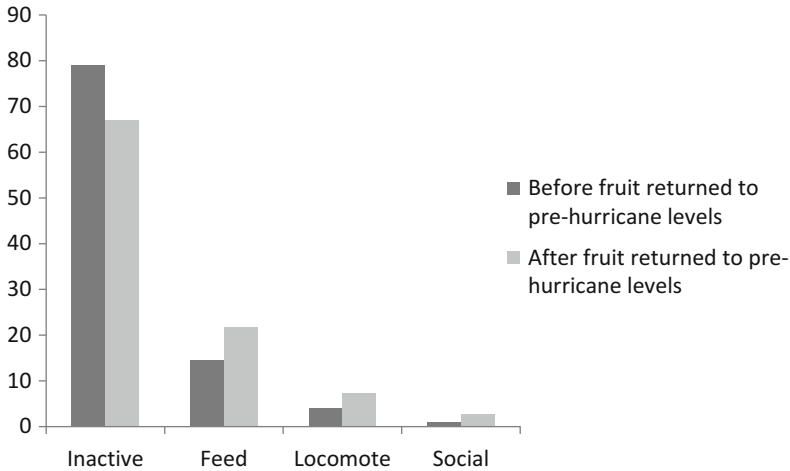 90
80
70
60
50
40
30
20
10
0
Inactive Feed Locomote Social
Before fruit returned to
pre-hurricane levels
After fruit returned to pre-
hurricane levels